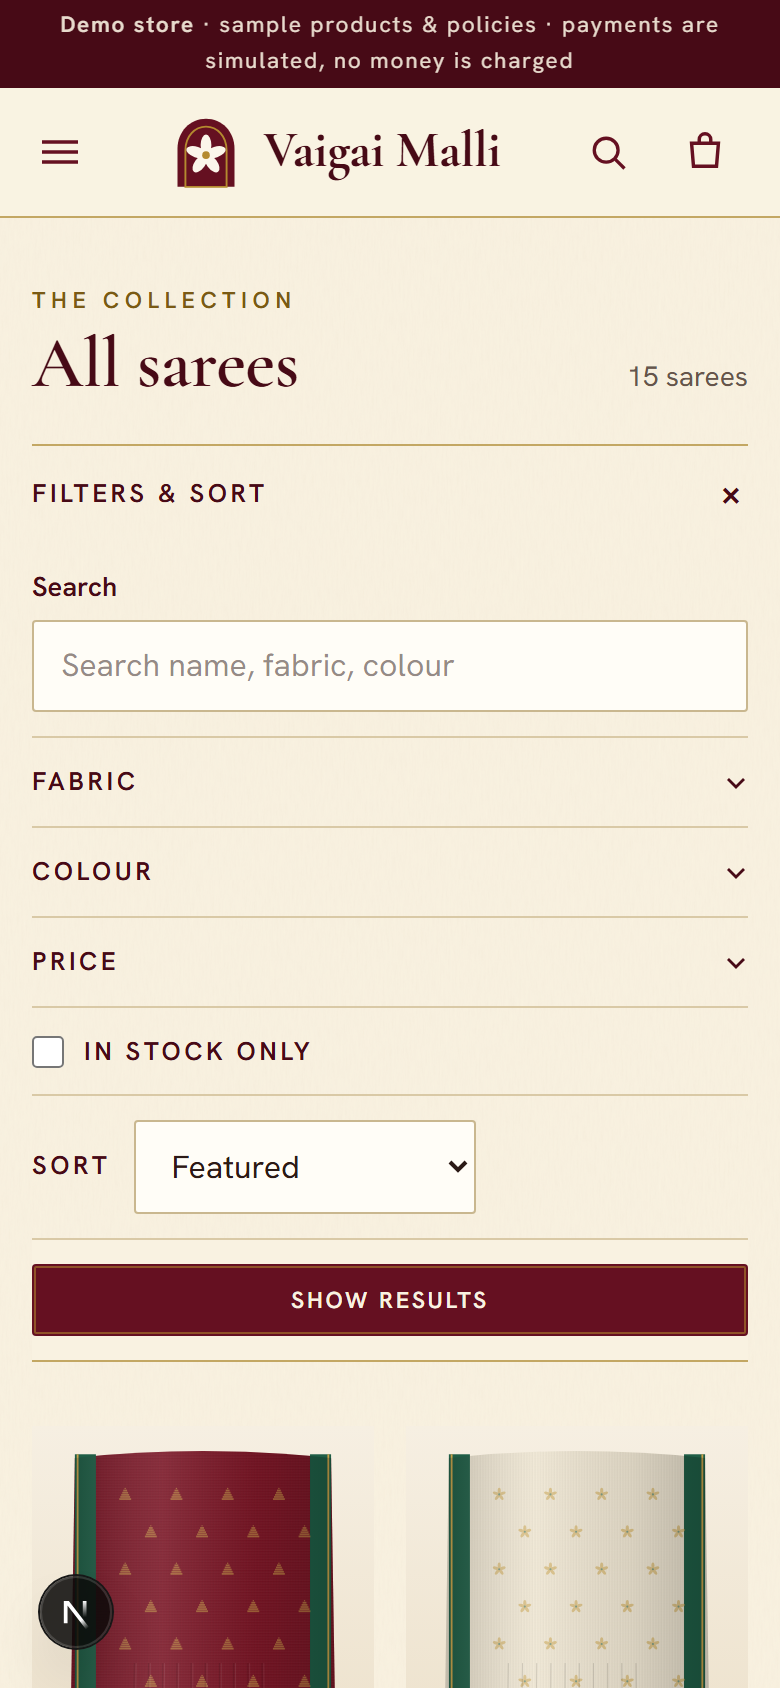 Demo store · sample products & policies · payments are
simulated, no money is charged
Vaigai Malli
THE COLLECTION
All sarees
15 sarees
FILTERS & SORT
Search
Search name, fabric, colour
FABRIC
COLOUR
PRICE
IN STOCK ONLY
SORT
Featured
SHOW RESULTS
N